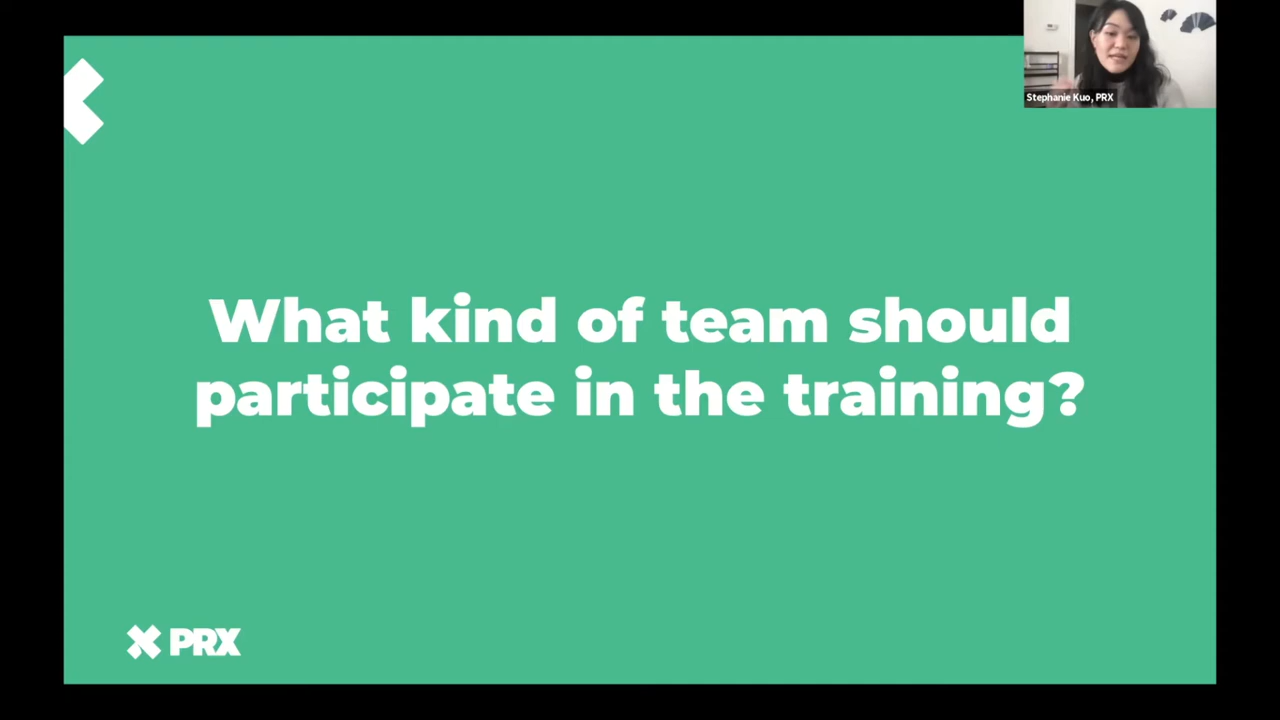 Stephanie Kuo, PRX
What kind of team should
participate in the training?
PRX